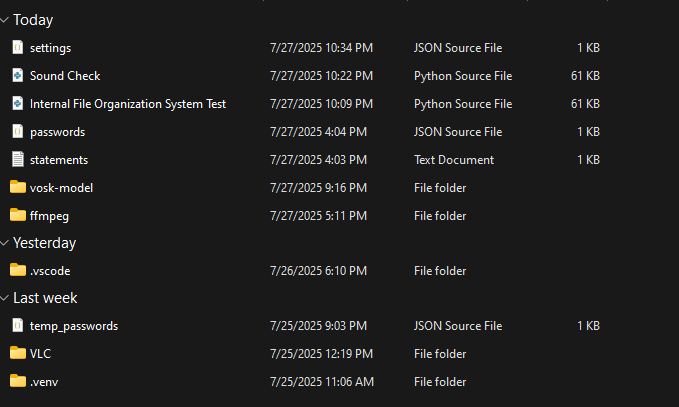 Today
settings 7/27/2025 10:34 PM JSON Source File 1 KB
Sound Check 7/27/2025 10:22 PM Python Source File 61 KB
Internal File Organization System Test 7/27/2025 10:09 PM Python Source File 61 KB
passwords 7/27/2025 4:04 PM JSON Source File 1 KB
statements 7/27/2025 4:03 PM Text Document 1 KB
vosk-model 7/27/2025 9:16 PM File folder
ffmpeg 7/27/2025 5:11 PM File folder
Yesterday
.vscode 7/26/2025 6:10 PM File folder
Last week
temp_passwords 7/25/2025 9:03 PM JSON Source File 1 KB
VLC 7/25/2025 12:19 PM File folder
.venv 7/25/2025 11:06 AM File folder